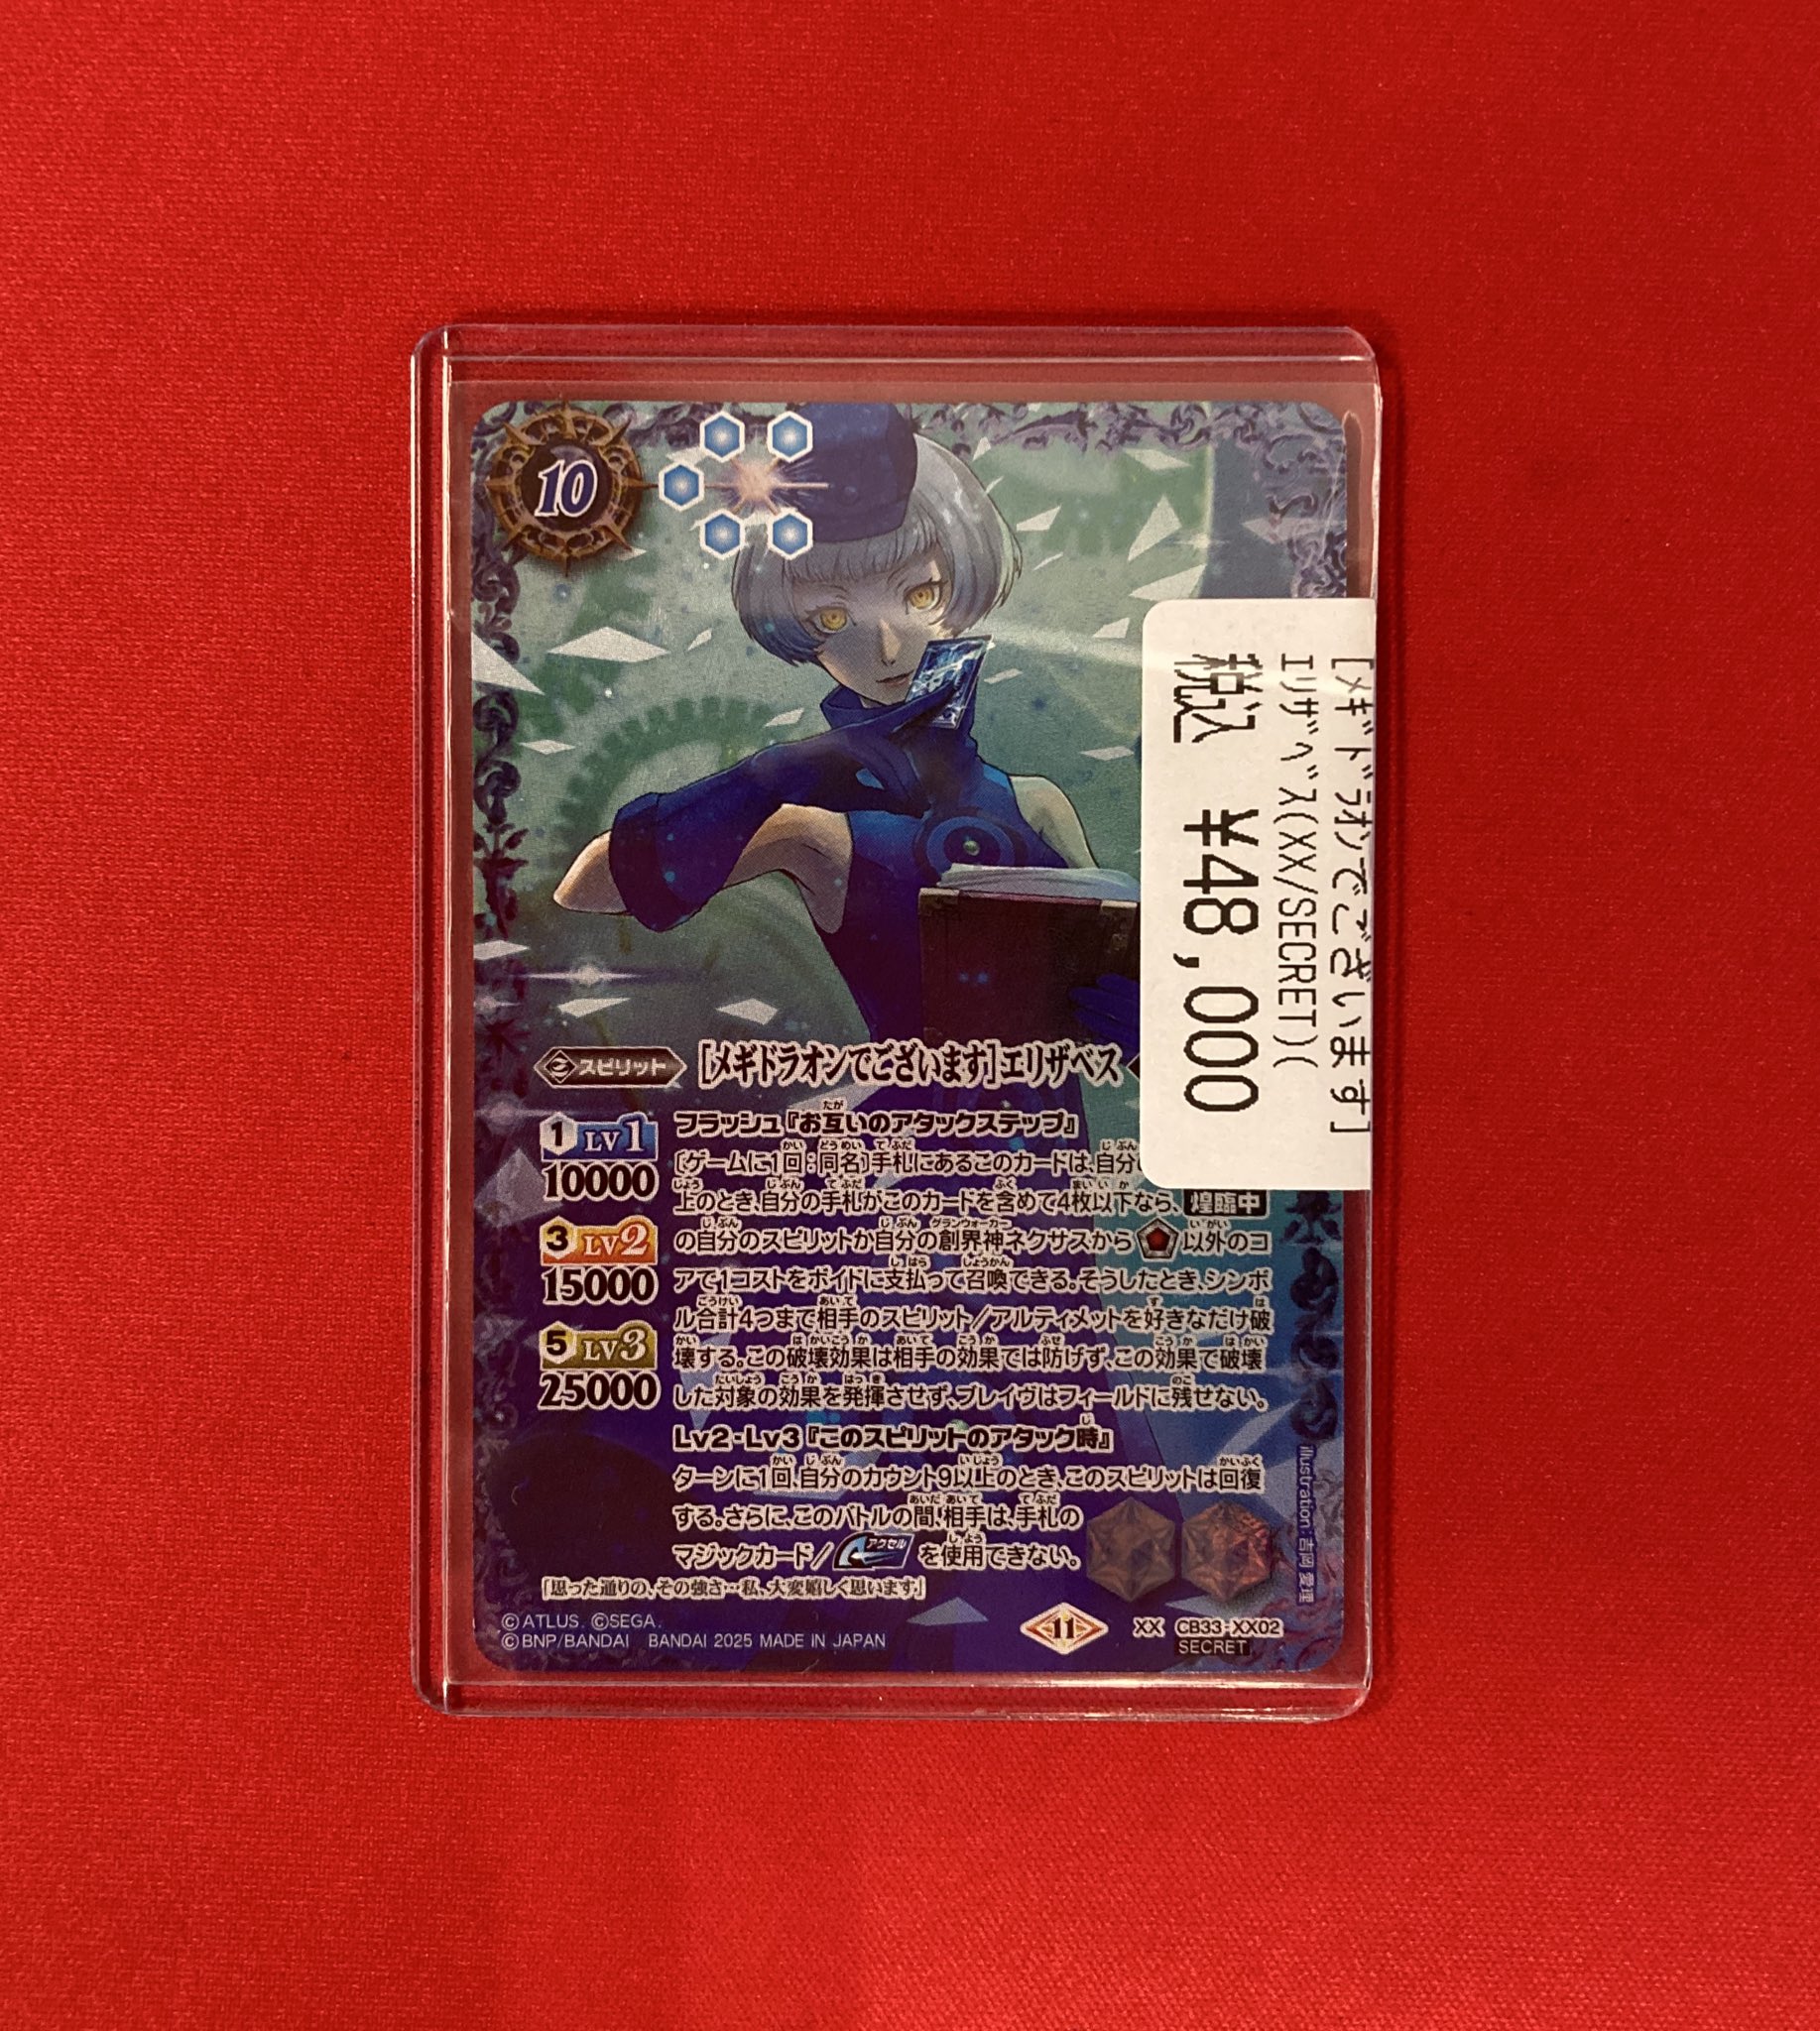 10
スピリット [メギドラオンでございます]エリザベス
1 LV1
10000
3 LV2
15000
5 LV3
25000
フラッシュ『お互いのアタックステップ』
〔ゲームに1回:同名〕手札にあるこのカードは、自分
上のとき、自分の手札がこのカードを含めて4枚以下なら、煌臨中
の自分のスピリットか自分の創界神ネクサスから以外のコ
アで1コストをボイドに支払って召喚できる。そうしたとき、シンボ
ル合計4つまで相手のスピリット/アルティメットを好きなだけ破
壊する。この破壊効果は相手の効果では防げず、この効果で破壊
した対象の効果を発揮させず、ブレイヴはフィールドに残せない。
Lv2・Lv3『このスピリットのアタック時』
ターンに1回、自分のカウント9以上のとき、このスピリットは回復
する。さらに、このバトルの間、相手は、手札の
マジックカード/アクセルを使用できない。
「思った通りの、その強さ…私、大変嬉しく思います。」
©ATLUS. ©SEGA.
©BNP/BANDAI BANDAI 2025 MADE IN JAPAN
11
XX CB33-XX02
SECRET
illustration:吉岡 愛理
[メギドラオンでございます]
エリザベス(XX/SECRET)(
税込 ¥48,000